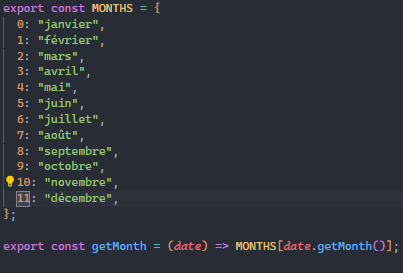 export const MONTHS = {
  0: "janvier",
  1: "février",
  2: "mars",
  3: "avril",
  4: "mai",
  5: "juin",
  6: "juillet",
  7: "août",
  8: "septembre",
  9: "octobre",
  10: "novembre",
  11: "décembre",
};
export const getMonth = (date) => MONTHS[date.getMonth()];